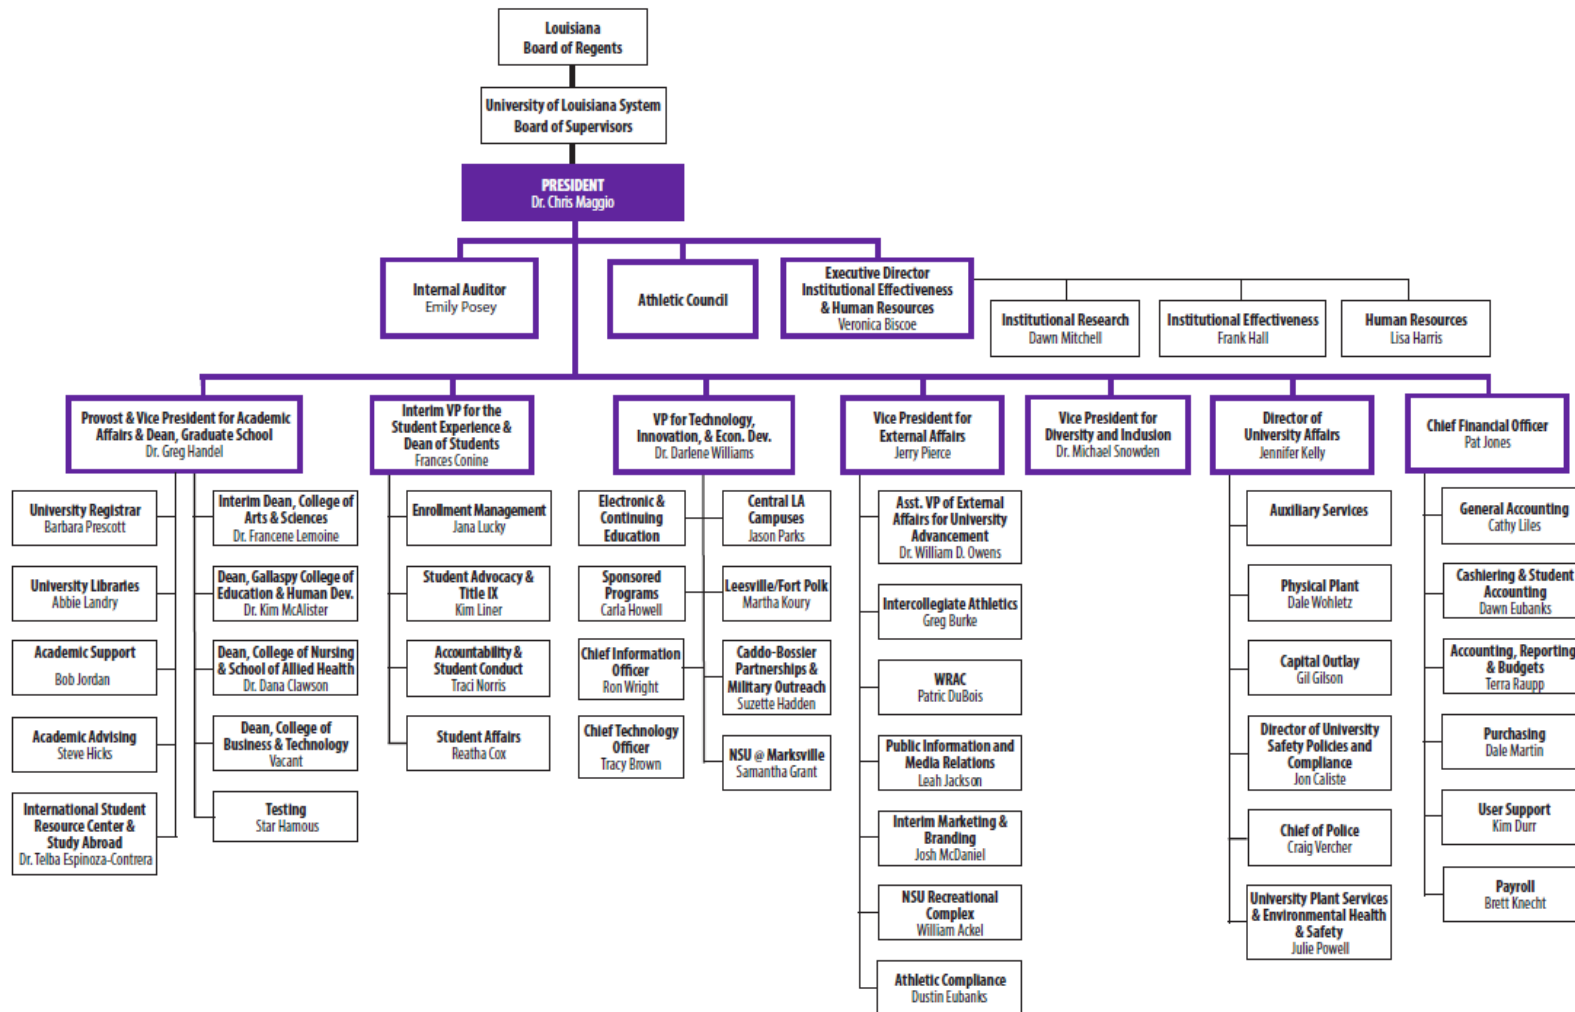 Louisiana
Board of Regents
University of Louisiana System
Board of Supervisors
PRESIDENT
Dr. Chris Maggio
Internal Auditor
Emily Posey
Athletic Council
Executive Director
Institutional Effectiveness
& Human Resources
Veronica Biscoe
Institutional Research
Dawn Mitchell
Institutional Effectiveness
Frank Hall
Human Resources
Lisa Harris
Provost & Vice President for Academic
Affairs & Dean, Graduate School
Dr. Greg Handel
Interim VP for the
Student Experience &
Dean of Students
Frances Conine
VP for Technology,
Innovation, & Econ. Dev.
Dr. Darlene Williams
Vice President for
External Affairs
Jerry Pierce
Vice President for
Diversity and Inclusion
Dr. Michael Snowden
Director of
University Affairs
Jennifer Kelly
Chief Financial Officer
Pat Jones
University Registrar
Barbara Prescott
University Libraries
Abbie Landry
Academic Support
Bob Jordan
Academic Advising
Steve Hicks
International Student
Resource Center &
Study Abroad
Dr. Telba Espinoza-Contrera
Interim Dean, College of
Arts & Sciences
Dr. Francene Lemoine
Dean, Gallaspy College of
Education & Human Dev.
Dr. Kim McAlister
Dean, College of Nursing
& School of Allied Health
Dr. Dana Clawson
Dean, College of
Business & Technology
Vacant
Testing
Star Hamous
Enrollment Management
Jana Lucky
Student Advocacy &
Title IX
Kim Liner
Accountability &
Student Conduct
Traci Norris
Student Affairs
Reatha Cox
Electronic &
Continuing
Education
Sponsored
Programs
Carla Howell
Chief Information
Officer
Ron Wright
Chief Technology
Officer
Tracy Brown
Central LA
Campuses
Jason Parks
Leesville/Fort Polk
Martha Koury
Caddo-Bossier
Partnerships &
Military Outreach
Suzette Hadden
NSU @ Marksville
Samantha Grant
Asst. VP of External
Affairs for University
Advancement
Dr. William D. Owens
Intercollegiate Athletics
Greg Burke
WRAC
Patric DuBois
Public Information and
Media Relations
Leah Jackson
Interim Marketing &
Branding
Josh McDaniel
NSU Recreational
Complex
William Ackel
Athletic Compliance
Dustin Eubanks
Auxiliary Services
Physical Plant
Dale Wohletz
Capital Outlay
Gil Gilson
Director of University
Safety Policies and
Compliance
Jon Caliste
Chief of Police
Craig Vercher
University Plant Services
& Environmental Health
& Safety
Julie Powell
General Accounting
Cathy Liles
Cashiering & Student
Accounting
Dawn Eubanks
Accounting, Reporting
& Budgets
Terra Raupp
Purchasing
Dale Martin
User Support
Kim Durr
Payroll
Brett Knecht